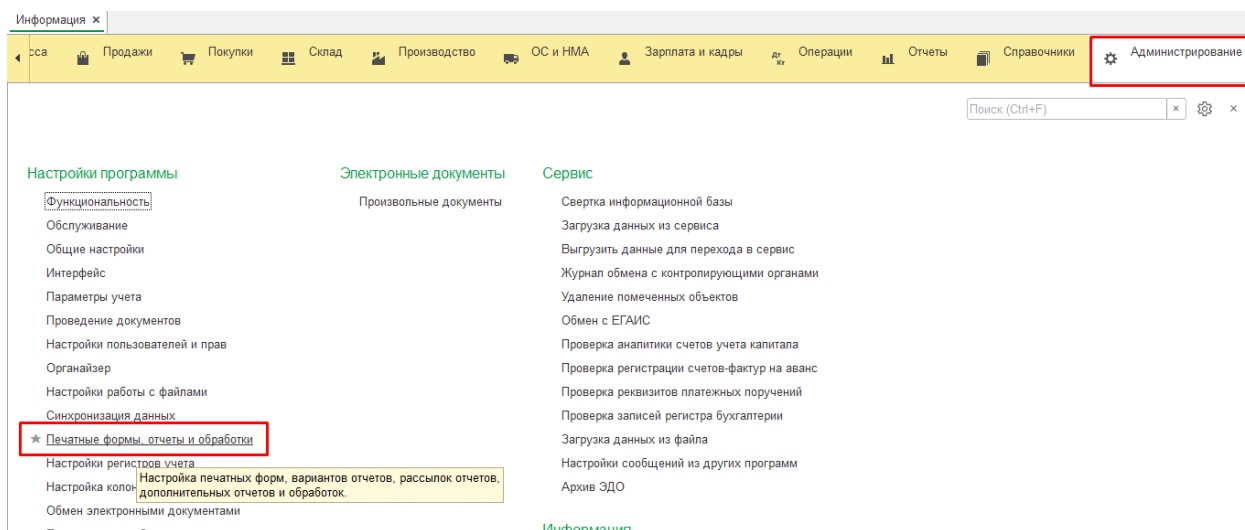 Информация ×
сса Продажи Покупки Склад Производство ОС и НМА Зарплата и кадры Дт Кт Операции Отчеты Справочники Администрирование
Поиск (Ctrl+F) × ×
Настройки программы
Функциональность
Обслуживание
Общие настройки
Интерфейс
Параметры учета
Проведение документов
Настройки пользователей и прав
Органайзер
Настройки работы с файлами
Синхронизация данных
Печатные формы, отчеты и обработки
Настройки регистров учета
Настройка колон
Настройка печатных форм, вариантов отчетов, рассылок отчетов,
дополнительных отчетов и обработок.
Обмен электронными документами
Электронные документы
Произвольные документы
Сервис
Свертка информационной базы
Загрузка данных из сервиса
Выгрузить данные для перехода в сервис
Журнал обмена с контролирующими органами
Удаление помеченных объектов
Обмен с ЕГАИС
Проверка аналитики счетов учета капитала
Проверка регистрации счетов-фактур на аванс
Проверка реквизитов платежных поручений
Проверка записей регистра бухгалтерии
Загрузка данных из файла
Настройки сообщений из других программ
Архив ЭДО
Информация